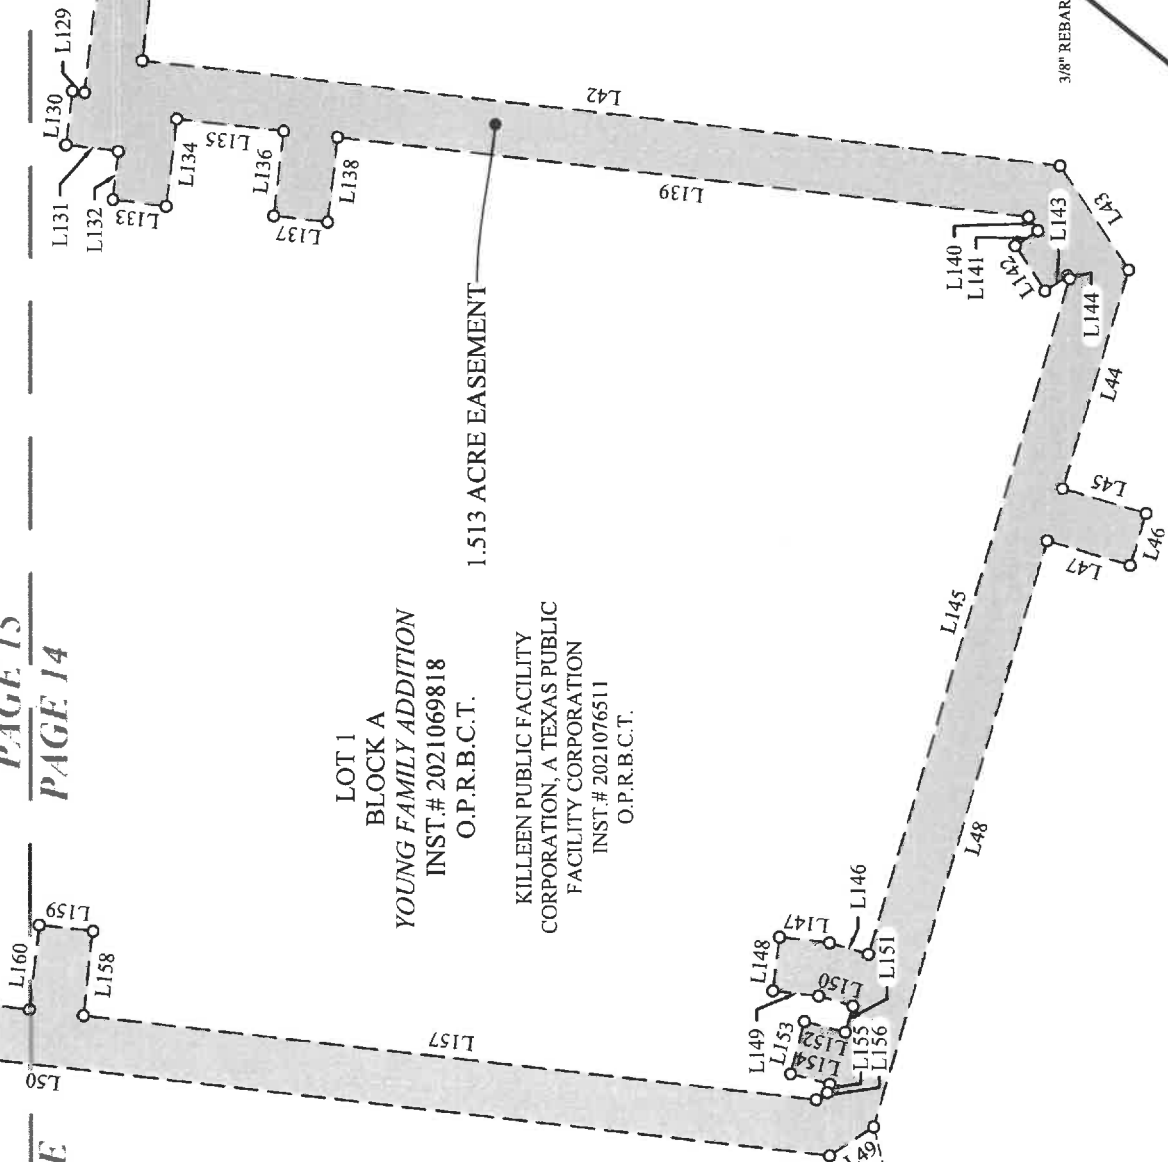 PAGE 15
PAGE 14
LOT 1
BLOCK A
YOUNG FAMILY ADDITION
INST.# 2021069818
O.P.R.B.C.T.
KILLEEN PUBLIC FACILITY
CORPORATION, A TEXAS PUBLIC
FACILITY CORPORATION
INST.# 2021076511
O.P.R.B.C.T.
1.513 ACRE EASEMENT
3/8" REBAR
L129
L130
L131
L132
L133
L134
L135
L136
L137
L138
L139
L42
L140
L141
L142
L143
L144
L43
L44
L45
L46
L47
L145
L48
L146
L147
L148
L149
L150
L151
L152
L153
L154
L155
L156
L49
L157
L158
L159
L160
L50
E